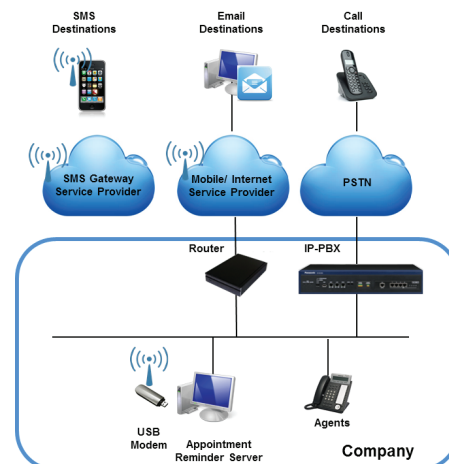 SMS
Destinations
Email
Destinations
Call
Destinations
SMS Gateway
Service Provider
Mobile/ Internet
Service Provider
PSTN
Router
IP-PBX
USB
Modem
Appointment
Reminder Server
Agents
Company